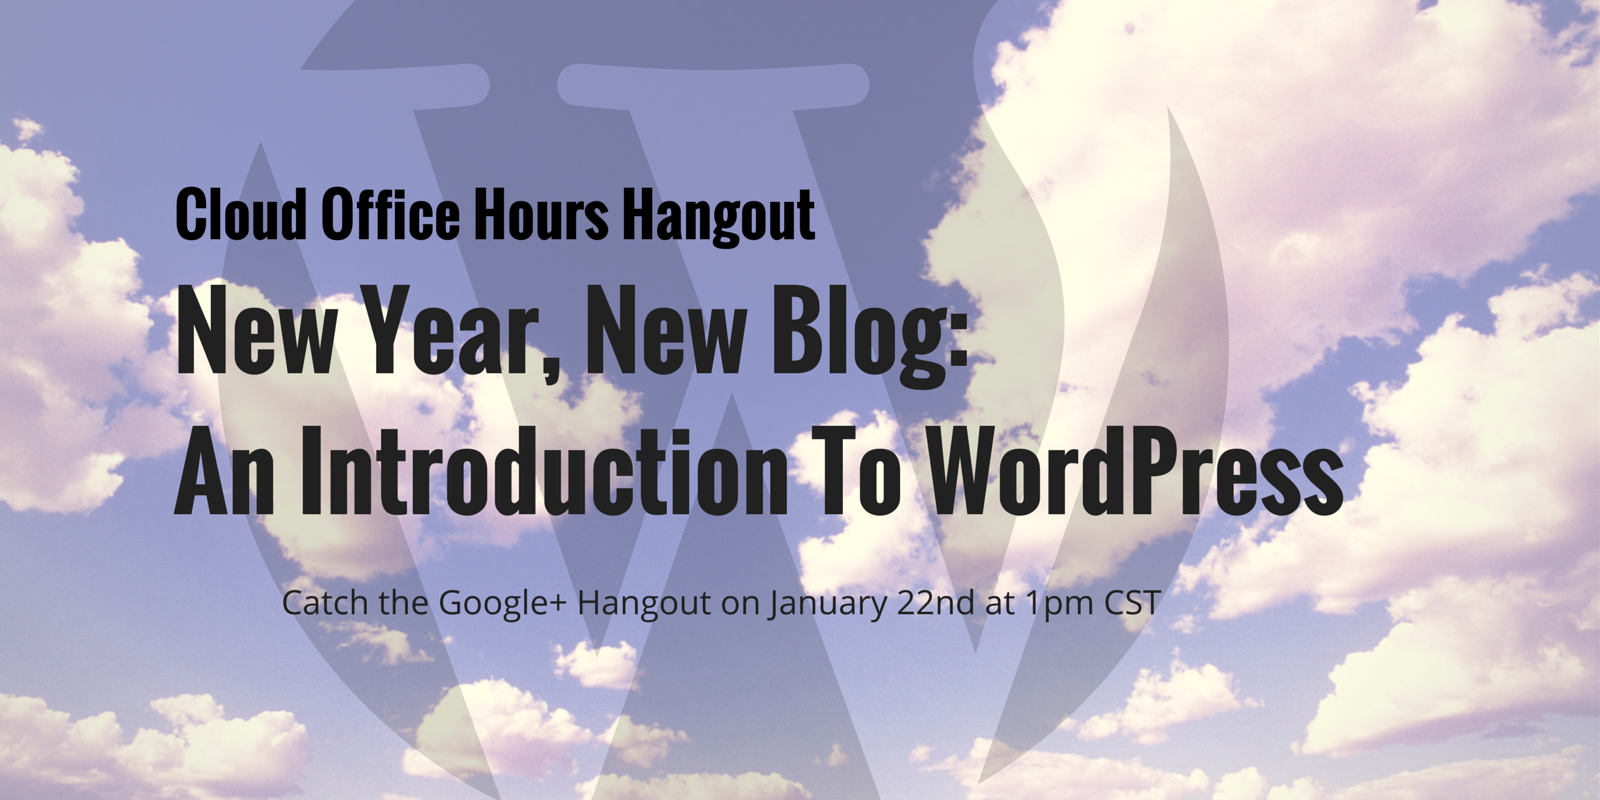 Cloud Office Hours Hangout
New Year, New Blog:
An Introduction To WordPress
Catch the Google+ Hangout on January 22nd at 1pm CST